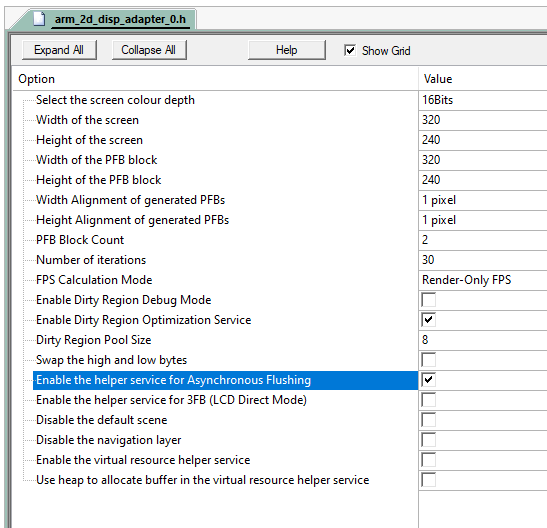 arm_2d_disp_adapter_0.h
Expand All Collapse All Help Show Grid
Option Value
Select the screen colour depth 16Bits
Width of the screen 320
Height of the screen 240
Width of the PFB block 320
Height of the PFB block 240
Width Alignment of generated PFBs 1 pixel
Height Alignment of generated PFBs 1 pixel
PFB Block Count 2
Number of iterations 30
FPS Calculation Mode Render-Only FPS
Enable Dirty Region Debug Mode
Enable Dirty Region Optimization Service
Dirty Region Pool Size 8
Swap the high and low bytes
Enable the helper service for Asynchronous Flushing
Enable the helper service for 3FB (LCD Direct Mode)
Disable the default scene
Disable the navigation layer
Enable the virtual resource helper service
Use heap to allocate buffer in the virtual resource helper service